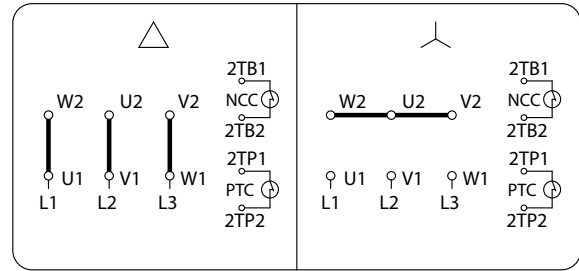 2TB1
W2 U2 V2 NCC
2TB2
2TP1
U1 V1 W1 PTC
L1 L2 L3
2TP2
2TB1
W2 U2 V2 NCC
2TB2
2TP1
U1 V1 W1 PTC
L1 L2 L3
2TP2